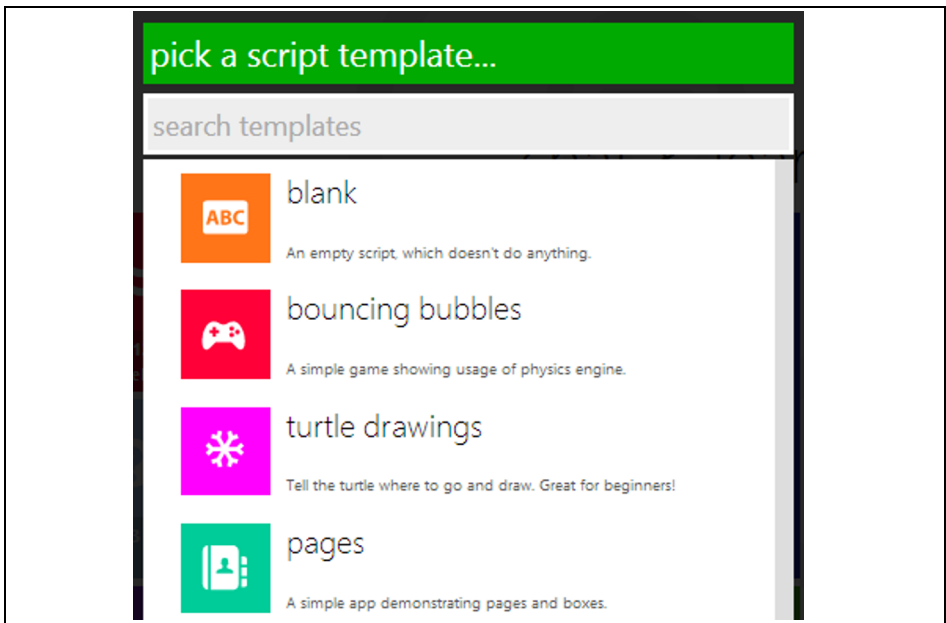 pick a script template...
search templates
ABC
blank
An empty script, which doesn't do anything.
bouncing bubbles
A simple game showing usage of physics engine.
turtle drawings
Tell the turtle where to go and draw. Great for beginners!
pages
A simple app demonstrating pages and boxes.